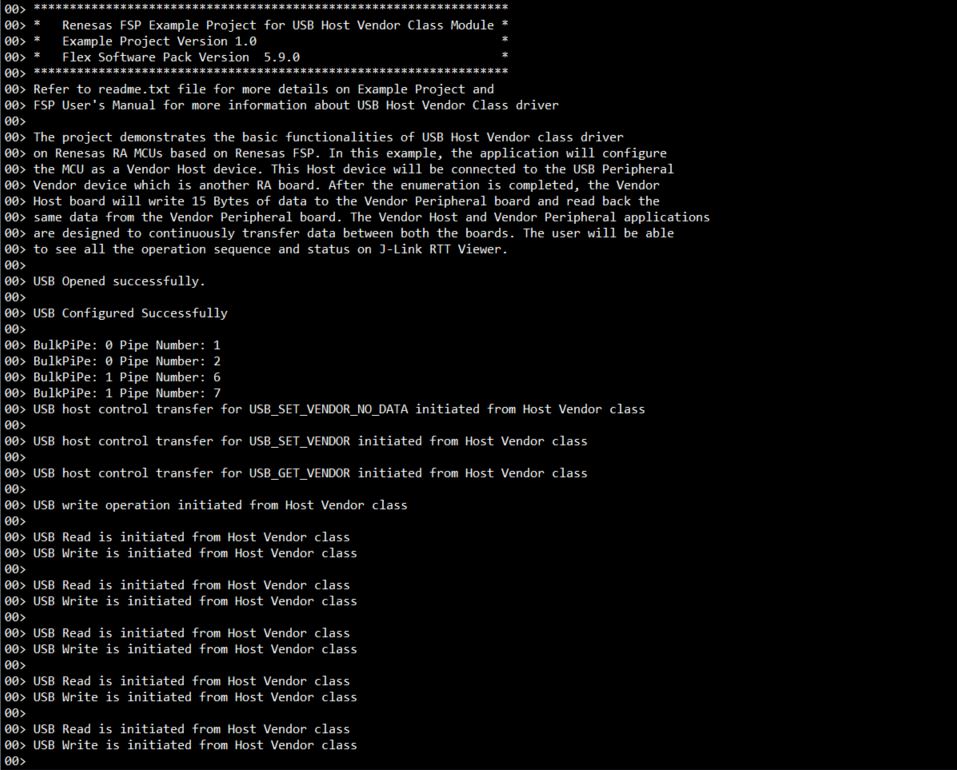 00> ******************************************************************
00> *   Renesas FSP Example Project for USB Host Vendor Class Module *
00> *   Example Project Version 1.0                                  *
00> *   Flex Software Pack Version  5.9.0                            *
00> ******************************************************************
00> Refer to readme.txt file for more details on Example Project and
00> FSP User's Manual for more information about USB Host Vendor Class driver
00>
00> The project demonstrates the basic functionalities of USB Host Vendor class driver
00> on Renesas RA MCUs based on Renesas FSP. In this example, the application will configure
00> the MCU as a Vendor Host device. This Host device will be connected to the USB Peripheral
00> Vendor device which is another RA board. After the enumeration is completed, the Vendor
00> Host board will write 15 Bytes of data to the Vendor Peripheral board and read back the
00> same data from the Vendor Peripheral board. The Vendor Host and Vendor Peripheral applications
00> are designed to continuously transfer data between both the boards. The user will be able
00> to see all the operation sequence and status on J-Link RTT Viewer.
00>
00> USB Opened successfully.
00>
00> USB Configured Successfully
00>
00> BulkPiPe: 0 Pipe Number: 1
00> BulkPiPe: 0 Pipe Number: 2
00> BulkPiPe: 1 Pipe Number: 6
00> BulkPiPe: 1 Pipe Number: 7
00> USB host control transfer for USB_SET_VENDOR_NO_DATA initiated from Host Vendor class
00>
00> USB host control transfer for USB_SET_VENDOR initiated from Host Vendor class
00>
00> USB host control transfer for USB_GET_VENDOR initiated from Host Vendor class
00>
00> USB write operation initiated from Host Vendor class
00>
00> USB Read is initiated from Host Vendor class
00> USB Write is initiated from Host Vendor class
00>
00> USB Read is initiated from Host Vendor class
00> USB Write is initiated from Host Vendor class
00>
00> USB Read is initiated from Host Vendor class
00> USB Write is initiated from Host Vendor class
00>
00> USB Read is initiated from Host Vendor class
00> USB Write is initiated from Host Vendor class
00>
00> USB Read is initiated from Host Vendor class
00> USB Write is initiated from Host Vendor class
00>